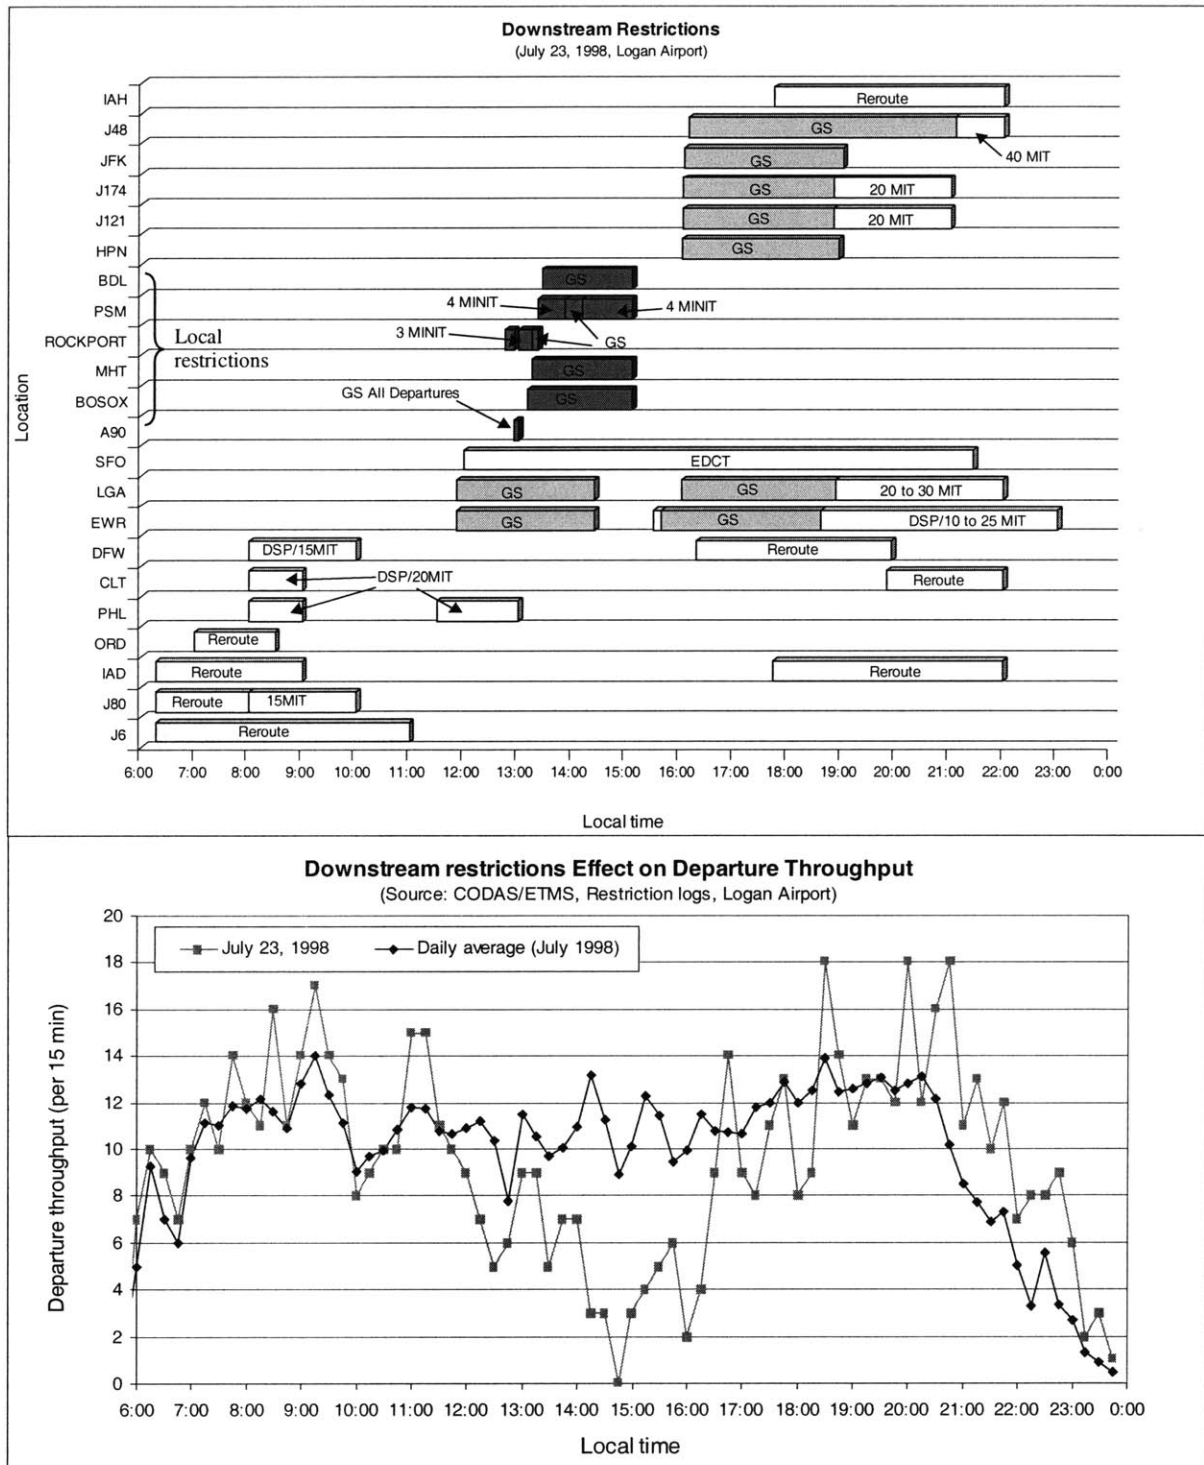 Downstream Restrictions
(July 23, 1998, Logan Airport)
Location
IAH
Reroute
J48
GS
40 MIT
JFK
GS
J174
GS
20 MIT
J121
GS
20 MIT
HPN
GS
BDL
GS
PSM
4 MINIT
4 MINIT
ROCKPORT
3 MINIT
GS
Local
restrictions
MHT
GS
BOSOX
GS
GS All Departures
A90
SFO
EDCT
LGA
GS
GS
20 to 30 MIT
EWR
GS
GS
DSP/10 to 25 MIT
DFW
DSP/15MIT
Reroute
CLT
DSP/20MIT
Reroute
PHL
ORD
Reroute
IAD
Reroute
Reroute
J80
Reroute
15MIT
J6
Reroute
6:00 7:00 8:00 9:00 10:00 11:00 12:00 13:00 14:00 15:00 16:00 17:00 18:00 19:00 20:00 21:00 22:00 23:00 0:00
Local time
Downstream restrictions Effect on Departure Throughput
(Source: CODAS/ETMS, Restriction logs, Logan Airport)
July 23, 1998
Daily average (July 1998)
Departure throughput (per 15 min)
20
18
16
14
12
10
8
6
4
2
0
6:00 7:00 8:00 9:00 10:00 11:00 12:00 13:00 14:00 15:00 16:00 17:00 18:00 19:00 20:00 21:00 22:00 23:00 0:00
Local time